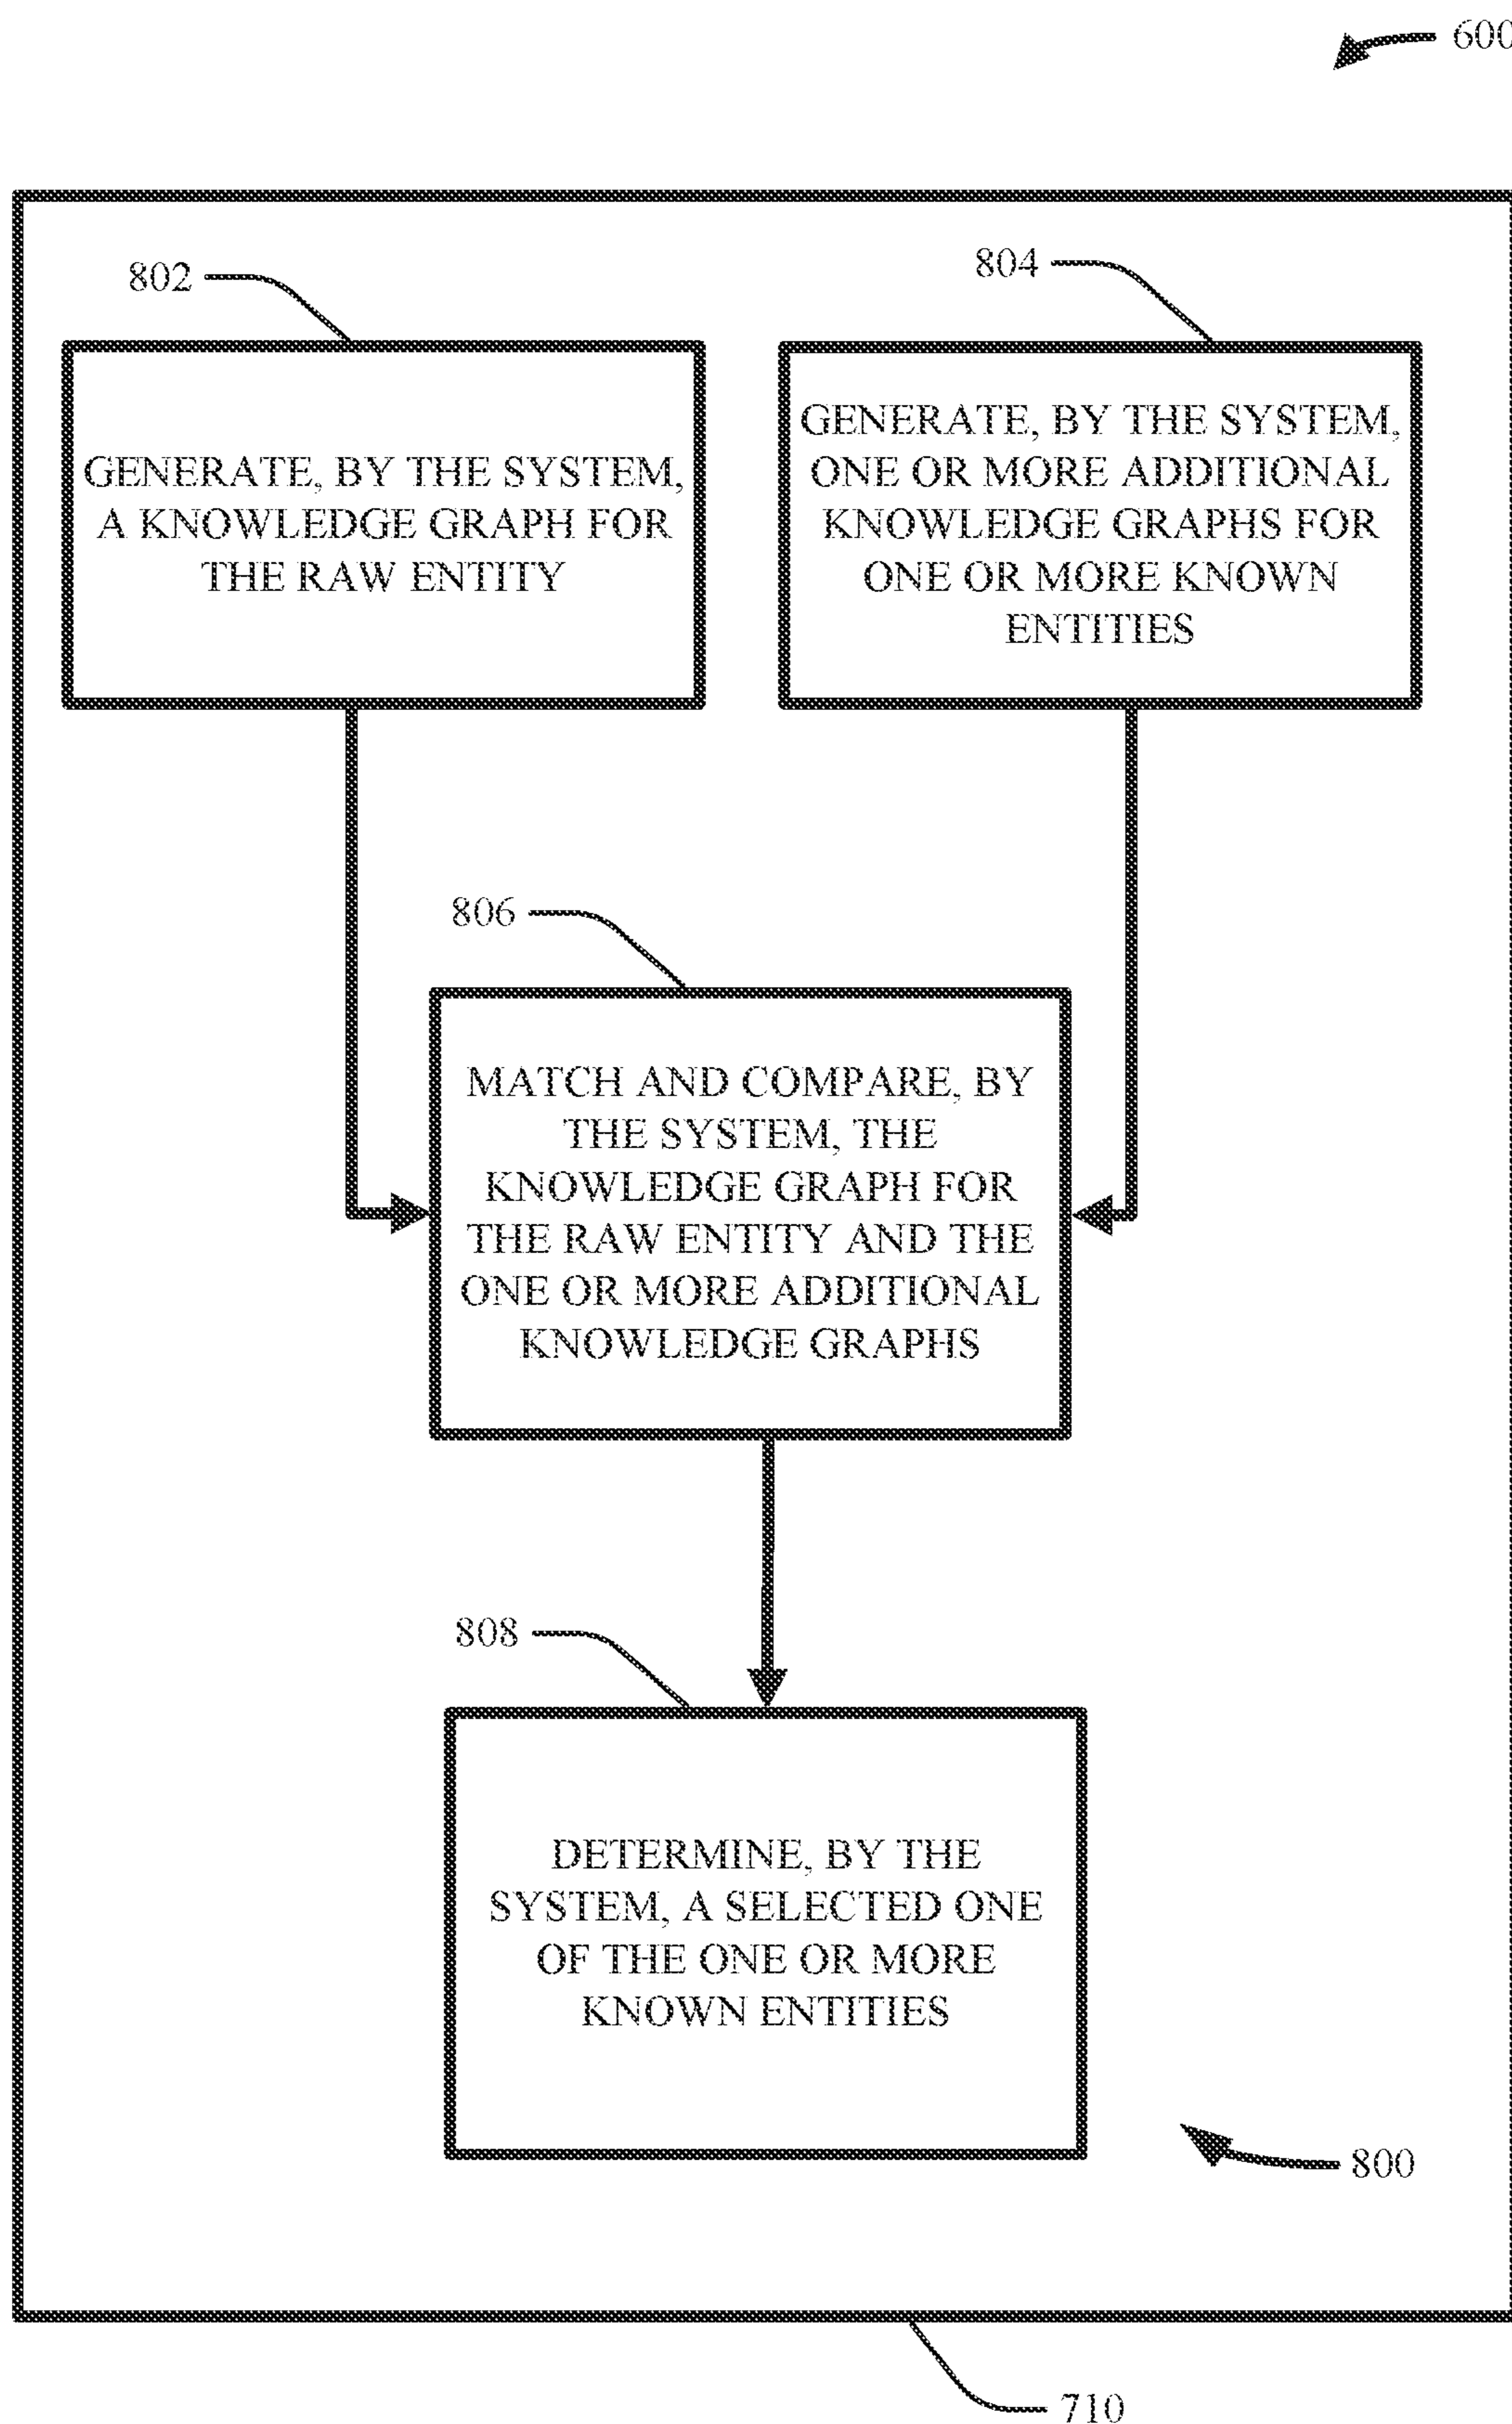 600
802
804
GENERATE, BY THE SYSTEM,
A KNOWLEDGE GRAPH FOR
THE RAW ENTITY
GENERATE, BY THE SYSTEM,
ONE OR MORE ADDITIONAL
KNOWLEDGE GRAPHS FOR
ONE OR MORE KNOWN
ENTITIES
806
MATCH AND COMPARE, BY
THE SYSTEM, THE
KNOWLEDGE GRAPH FOR
THE RAW ENTITY AND THE
ONE OR MORE ADDITIONAL
KNOWLEDGE GRAPHS
808
DETERMINE, BY THE
SYSTEM, A SELECTED ONE
OF THE ONE OR MORE
KNOWN ENTITIES
800
710